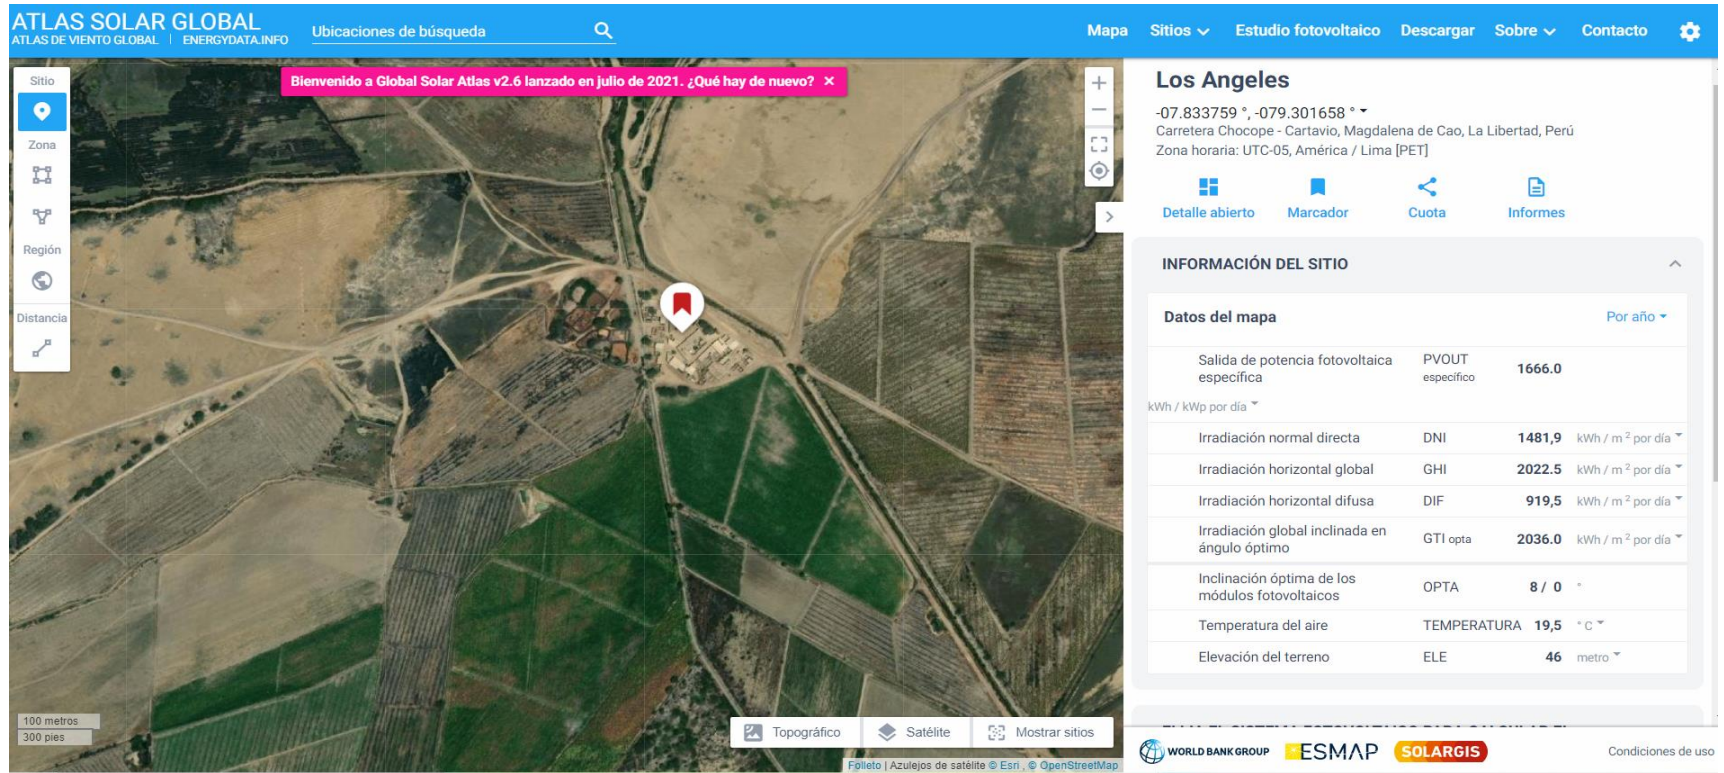 ATLAS SOLAR GLOBAL
ATLAS DE VIENTO GLOBAL | ENERGYDATA.INFO
Ubicaciones de búsqueda
Mapa Sitios Estudio fotovoltaico Descargar Sobre Contacto
Bienvenido a Global Solar Atlas v2.6 lanzado en julio de 2021. ¿Qué hay de nuevo? ×
Sitio
Zona
Región
Distancia
100 metros
300 pies
Topográfico Satélite Mostrar sitios
Folleto | Azulejos de satélite © Esri , © OpenStreetMap
Los Angeles
-07.833759 °, -079.301658 °
Carretera Chocope - Cartavio, Magdalena de Cao, La Libertad, Perú
Zona horaria: UTC-05, América / Lima [PET]
Detalle abierto Marcador Cuota Informes
INFORMACIÓN DEL SITIO
Datos del mapa Por año
Salida de potencia fotovoltaica específica PVOUT específico 1666.0
kWh / kWp por día
Irradiación normal directa DNI 1481,9 kWh / m 2 por día
Irradiación horizontal global GHI 2022.5 kWh / m 2 por día
Irradiación horizontal difusa DIF 919,5 kWh / m 2 por día
Irradiación global inclinada en ángulo óptimo GTI opta 2036.0 kWh / m 2 por día
Inclinación óptima de los módulos fotovoltaicos OPTA 8 / 0 °
Temperatura del aire TEMPERATURA 19,5 ° C
Elevación del terreno ELE 46 metro
WORLD BANK GROUP ESMAP SOLARGIS Condiciones de uso